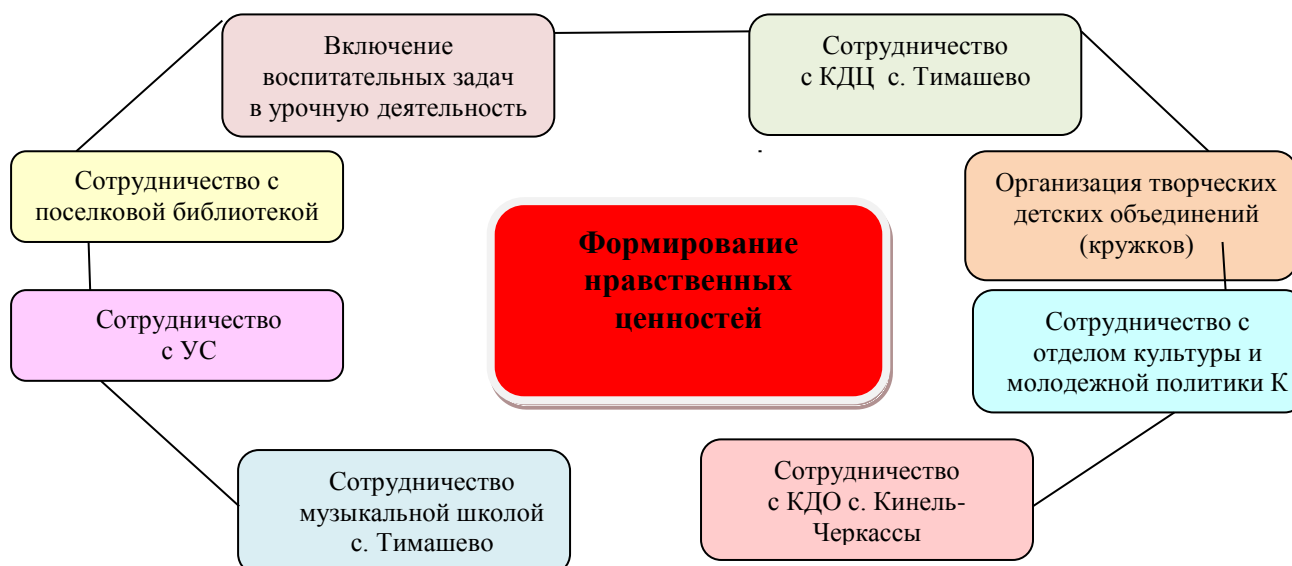 Включение
воспитательных задач
в урочную деятельность
Сотрудничество
с КДЦ с. Тимашево
Сотрудничество с
поселковой библиотекой
Организация творческих
детских объединений
(кружков)
Формирование
нравственных
ценностей
Сотрудничество
с УС
Сотрудничество с
отделом культуры и
молодежной политики К
Сотрудничество
музыкальной школой
с. Тимашево
Сотрудничество
с КДО с. Кинель-
Черкассы